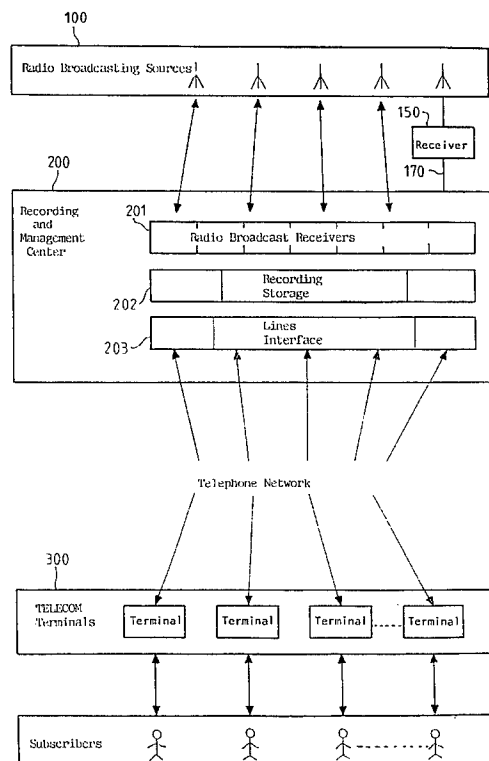 100
Radio Broadcasting Sources
150
Receiver
170
200
Recording
and
Management
Center
201
Radio Broadcast Receivers
202
Recording
Storage
203
Lines
Interface
Telephone Network
300
TELECOM
Terminals
Terminal Terminal Terminal Terminal
Subscribers